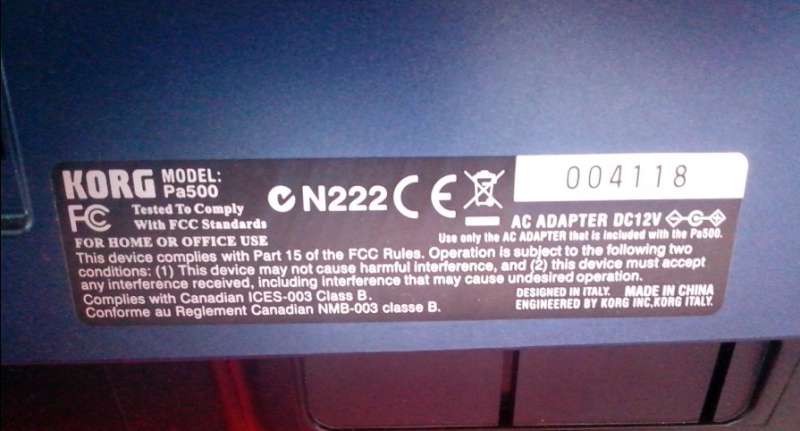 KORG MODEL: Pa500
004118
N222 CE
FC Tested To Comply
With FCC Standards
AC ADAPTER DC12V
FOR HOME OR OFFICE USE
Use only the AC ADAPTER that is included with the Pa500.
This device complies with Part 15 of the FCC Rules. Operation is subject to the following two
conditions: (1) This device may not cause harmful interference, and (2) this device must accept
any interference received, including interference that may cause undesired operation.
Complies with Canadian ICES-003 Class B.
Conforme au Reglement Canadian NMB-003 classe B.
DESIGNED IN ITALY. MADE IN CHINA
ENGINEERED BY KORG INC,KORG ITALY.